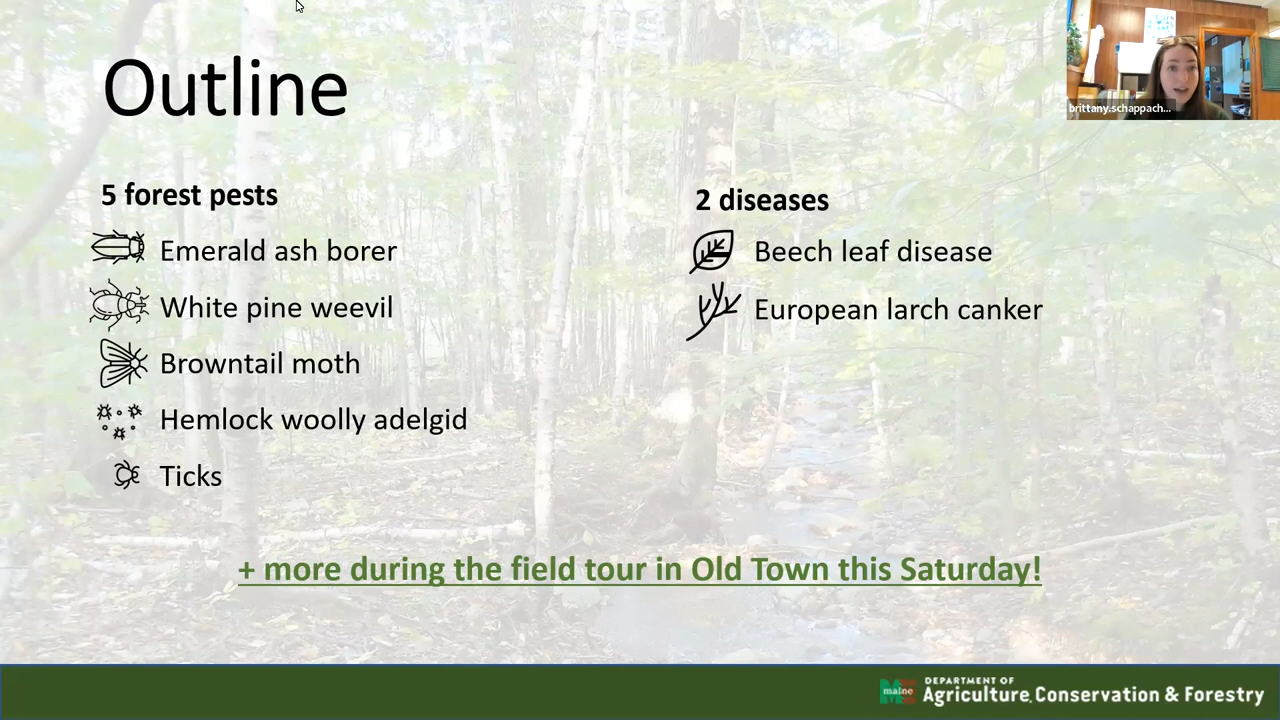 Outline
5 forest pests
Emerald ash borer
White pine weevil
Browntail moth
Hemlock woolly adelgid
Ticks
2 diseases
Beech leaf disease
European larch canker
+ more during the field tour in Old Town this Saturday!
brittany.schappach...
maine
DEPARTMENT OF
Agriculture, Conservation & Forestry